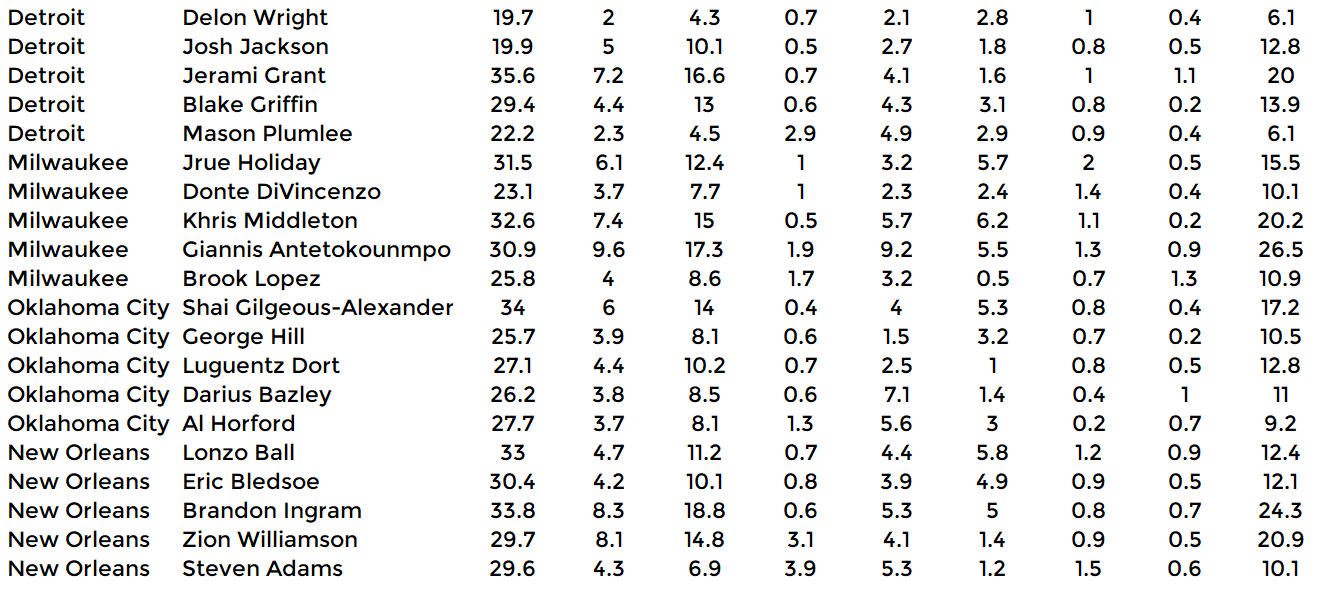 Detroit Delon Wright 19.7 2 4.3 0.7 2.1 2.8 1 0.4 6.1
Detroit Josh Jackson 19.9 5 10.1 0.5 2.7 1.8 0.8 0.5 12.8
Detroit Jerami Grant 35.6 7.2 16.6 0.7 4.1 1.6 1 1.1 20
Detroit Blake Griffin 29.4 4.4 13 0.6 4.3 3.1 0.8 0.2 13.9
Detroit Mason Plumlee 22.2 2.3 4.5 2.9 4.9 2.9 0.9 0.4 6.1
Milwaukee Jrue Holiday 31.5 6.1 12.4 1 3.2 5.7 2 0.5 15.5
Milwaukee Donte DiVincenzo 23.1 3.7 7.7 1 2.3 2.4 1.4 0.4 10.1
Milwaukee Khris Middleton 32.6 7.4 15 0.5 5.7 6.2 1.1 0.2 20.2
Milwaukee Giannis Antetokounmpo 30.9 9.6 17.3 1.9 9.2 5.5 1.3 0.9 26.5
Milwaukee Brook Lopez 25.8 4 8.6 1.7 3.2 0.5 0.7 1.3 10.9
Oklahoma City Shai Gilgeous-Alexander 34 6 14 0.4 4 5.3 0.8 0.4 17.2
Oklahoma City George Hill 25.7 3.9 8.1 0.6 1.5 3.2 0.7 0.2 10.5
Oklahoma City Luguentz Dort 27.1 4.4 10.2 0.7 2.5 1 0.8 0.5 12.8
Oklahoma City Darius Bazley 26.2 3.8 8.5 0.6 7.1 1.4 0.4 1 11
Oklahoma City Al Horford 27.7 3.7 8.1 1.3 5.6 3 0.2 0.7 9.2
New Orleans Lonzo Ball 33 4.7 11.2 0.7 4.4 5.8 1.2 0.9 12.4
New Orleans Eric Bledsoe 30.4 4.2 10.1 0.8 3.9 4.9 0.9 0.5 12.1
New Orleans Brandon Ingram 33.8 8.3 18.8 0.6 5.3 5 0.8 0.7 24.3
New Orleans Zion Williamson 29.7 8.1 14.8 3.1 4.1 1.4 0.9 0.5 20.9
New Orleans Steven Adams 29.6 4.3 6.9 3.9 5.3 1.2 1.5 0.6 10.1